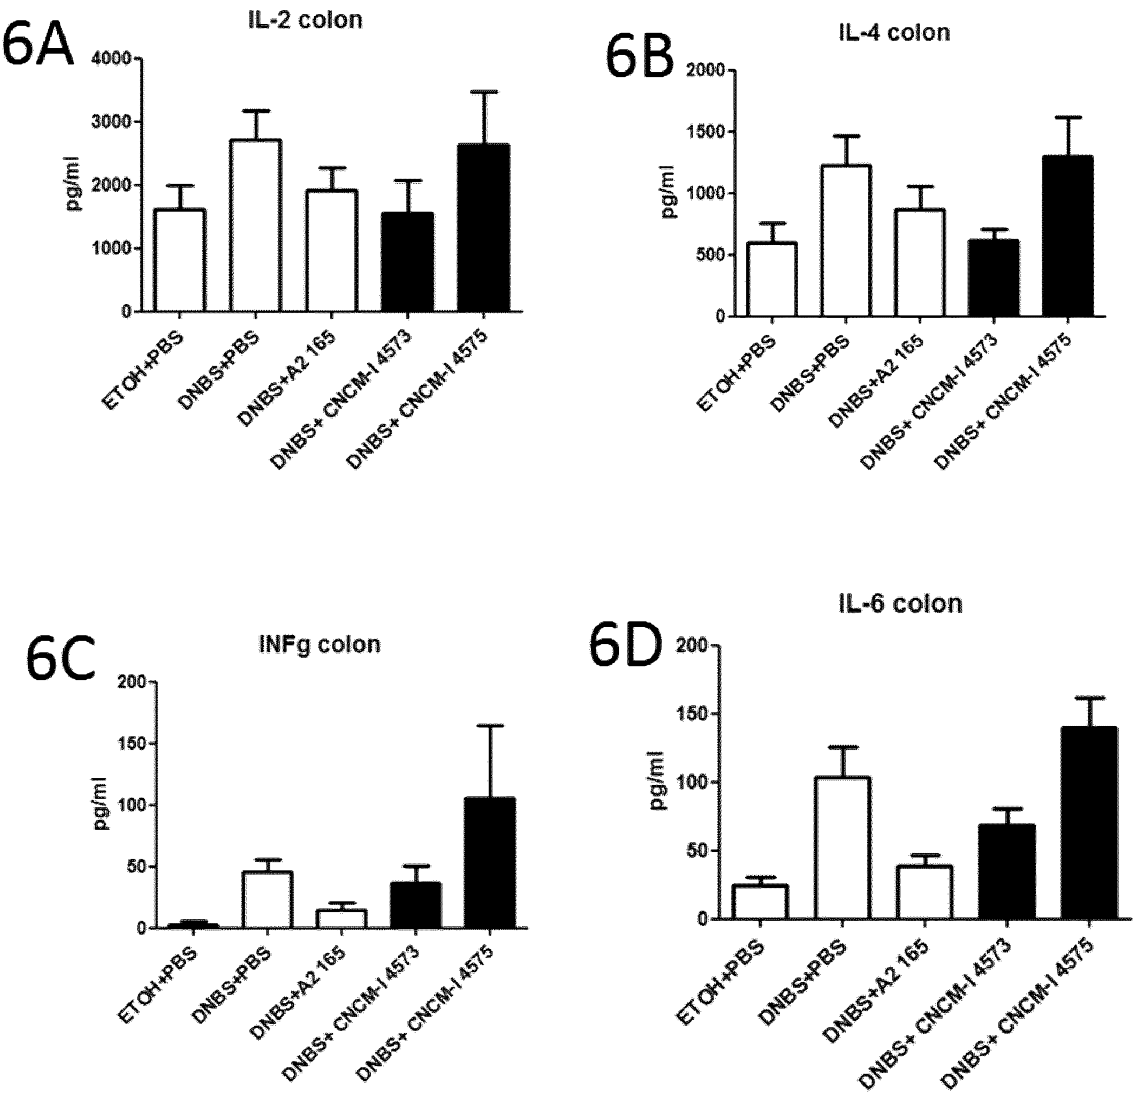 6A
IL-2 colon
4000
3000
2000
1000
0
pg/ml
ETOH+PBS
DNBS+PBS
DNBS+A2 165
DNBS+ CNCM-I 4573
DNBS+ CNCM-I 4575
6B
IL-4 colon
2000
1500
1000
500
0
pg/ml
ETOH+PBS
DNBS+PBS
DNBS+A2 165
DNBS+ CNCM-I 4573
DNBS+ CNCM-I 4575
6C
INFg colon
200
150
100
50
0
pg/ml
ETOH+PBS
DNBS+PBS
DNBS+A2 165
DNBS+ CNCM-I 4573
DNBS+ CNCM-I 4575
6D
IL-6 colon
200
150
100
50
0
pg/ml
ETOH+PBS
DNBS+PBS
DNBS+A2 165
DNBS+ CNCM-I 4573
DNBS+ CNCM-I 4575